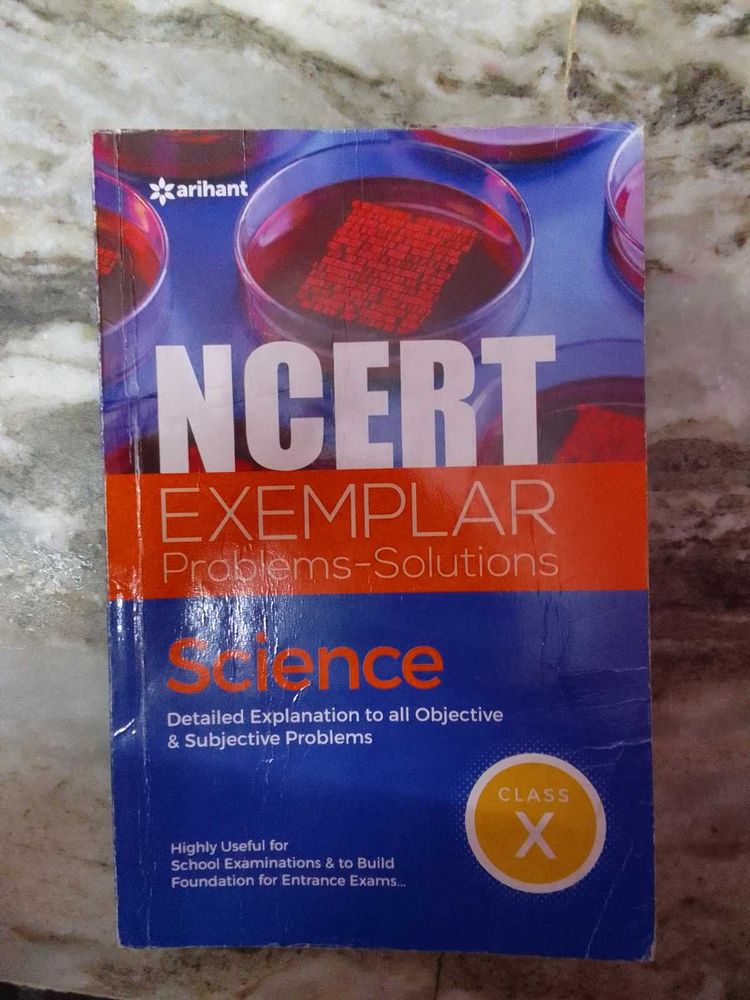 arihant
NCERT
EXEMPLAR
Problems-Solutions
Science
Detailed Explanation to all Objective
& Subjective Problems
CLASS
X
Highly Useful for
School Examinations & to Build
Foundation for Entrance Exams...